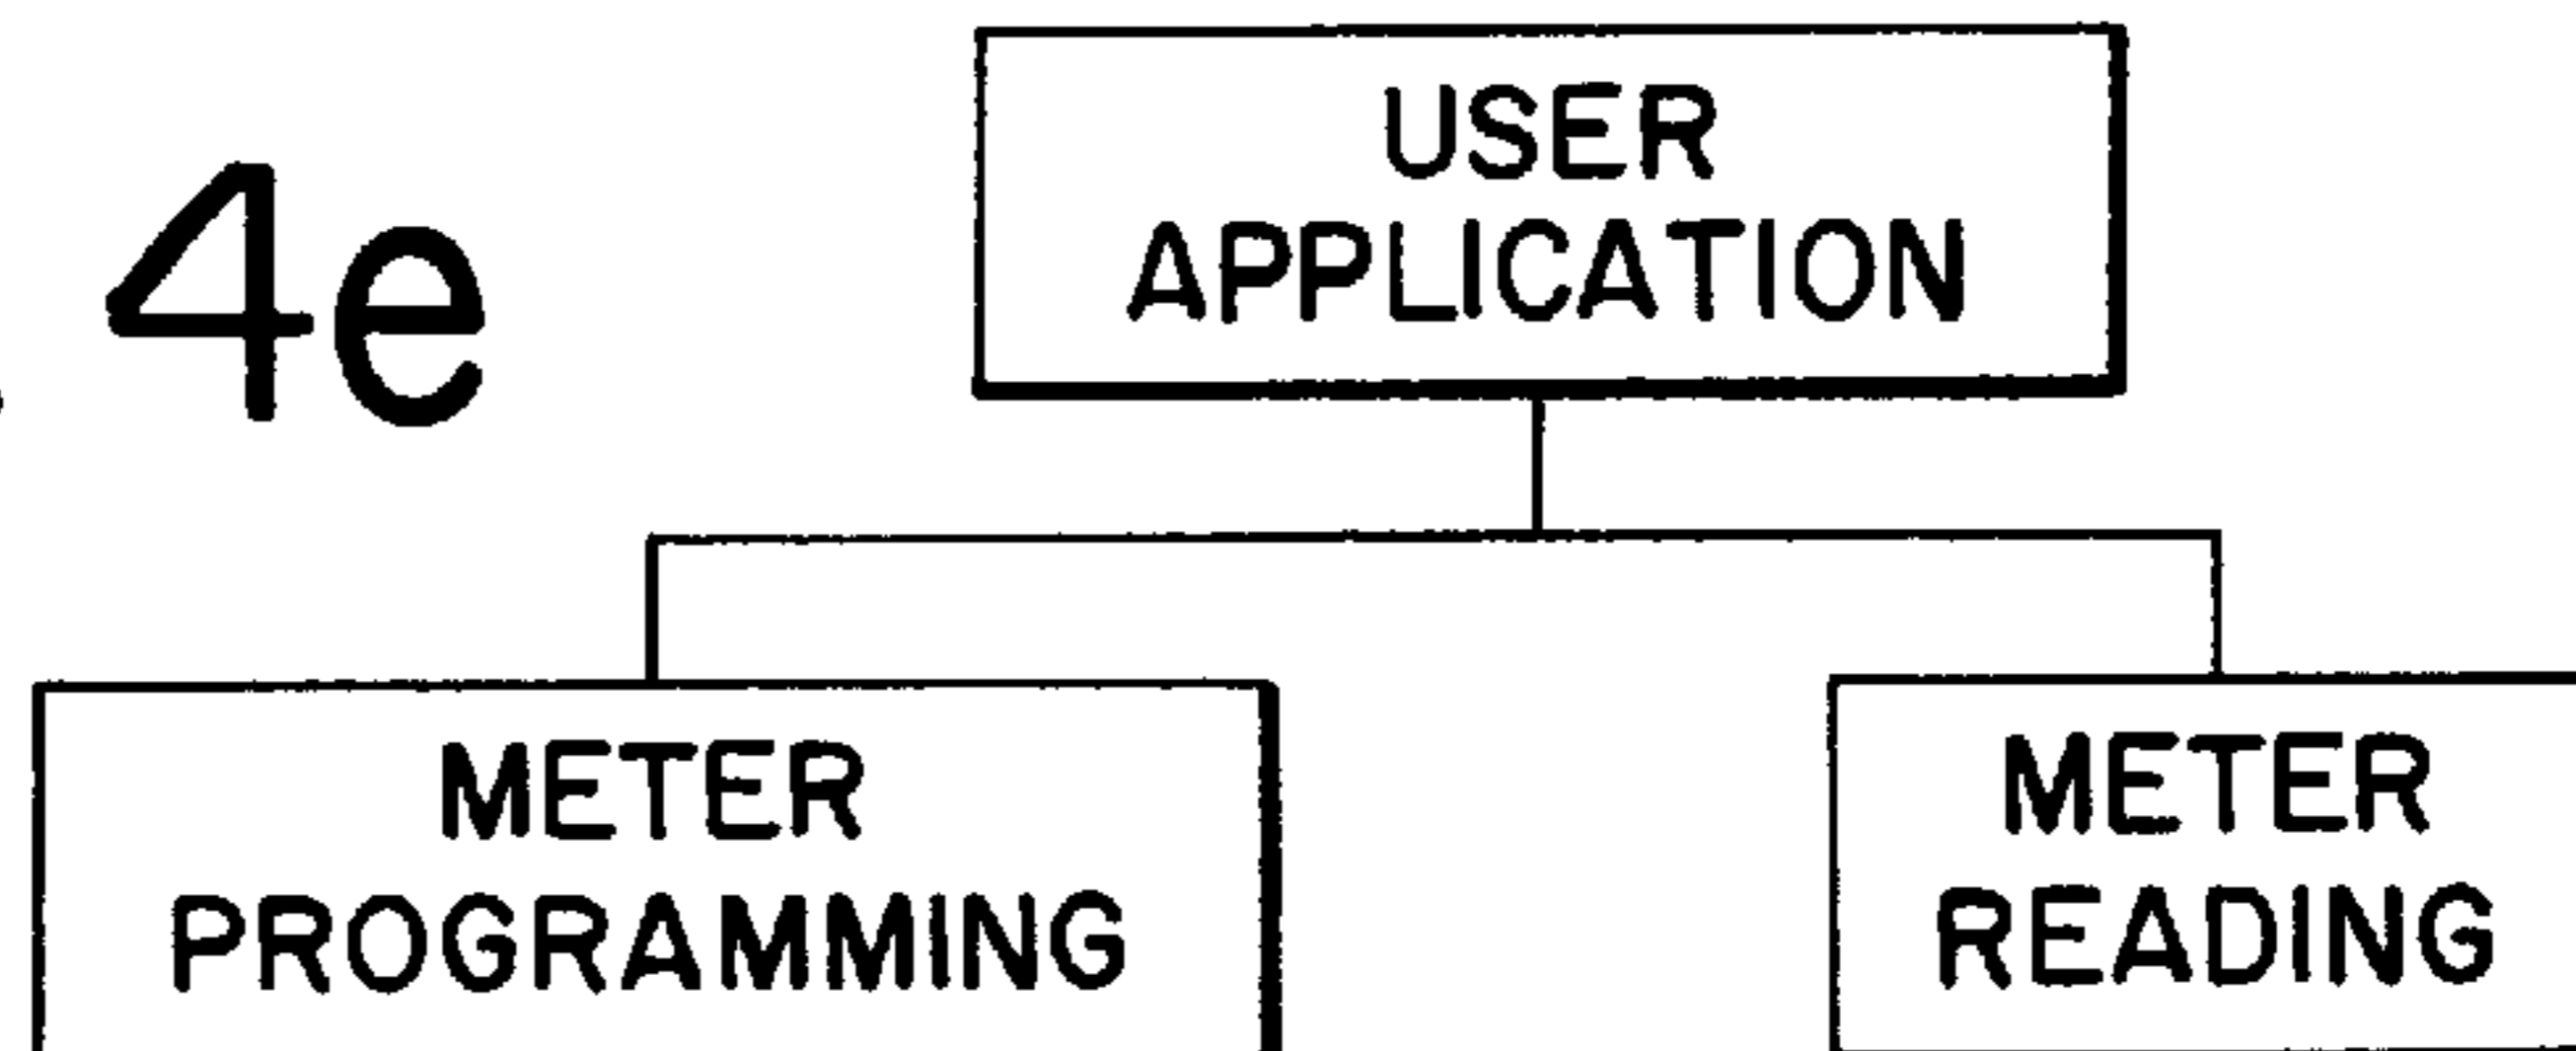 4e
USER
APPLICATION
METER
PROGRAMMING
METER
READING